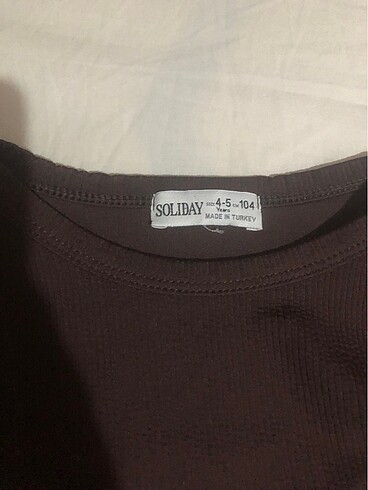 SOLIDAY SIZE 4-5 CM 104
Years
MADE IN TURKEY